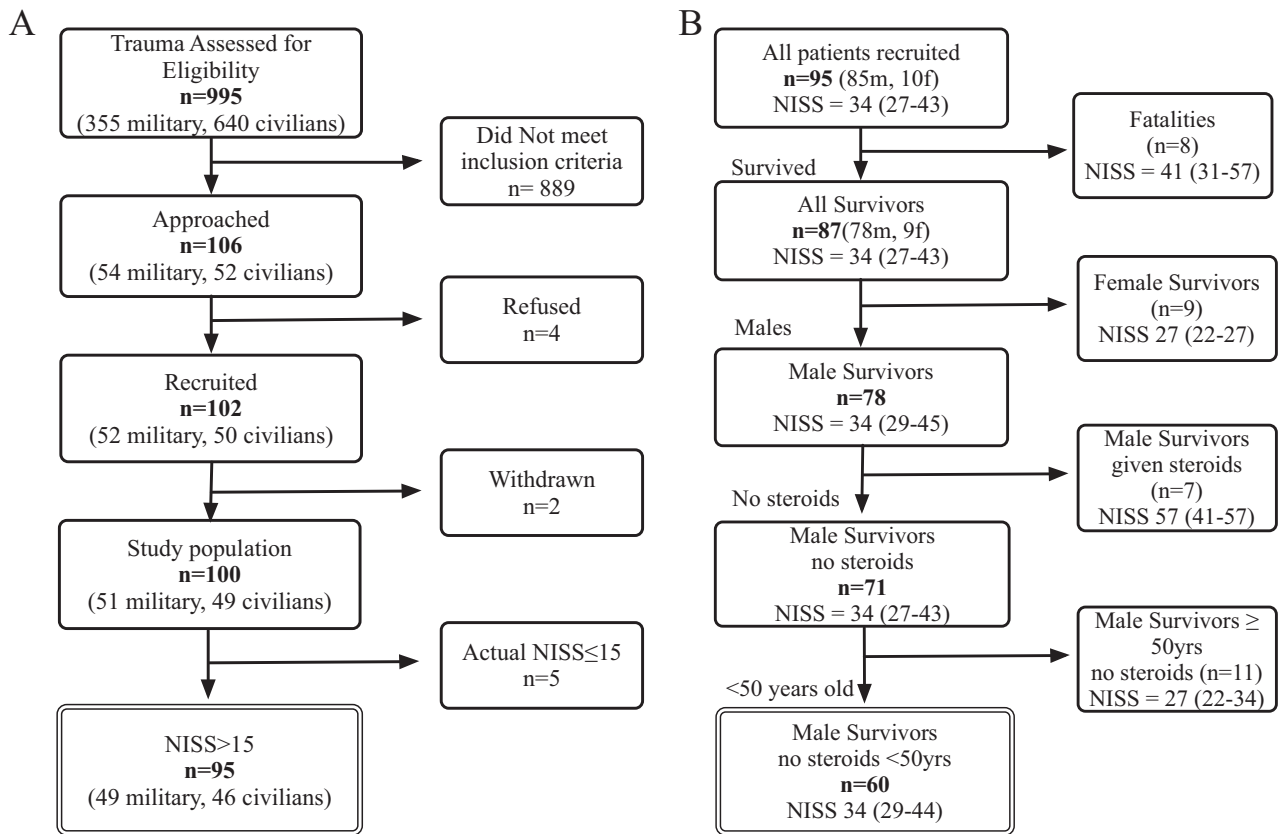 A
Trauma Assessed for
Eligibility
n=995
(355 military, 640 civilians)
Did Not meet
inclusion criteria
n= 889
Approached
n=106
(54 military, 52 civilians)
Refused
n=4
Recruited
n=102
(52 military, 50 civilians)
Withdrawn
n=2
Study population
n=100
(51 military, 49 civilians)
Actual NISS≤15
n=5
NISS>15
n=95
(49 military, 46 civilians)
B
All patients recruited
n=95 (85m, 10f)
NISS = 34 (27-43)
Fatalities
(n=8)
NISS = 41 (31-57)
Survived
All Survivors
n=87(78m, 9f)
NISS = 34 (27-43)
Female Survivors
(n=9)
NISS 27 (22-27)
Males
Male Survivors
n=78
NISS = 34 (29-45)
Male Survivors
given steroids
(n=7)
NISS 57 (41-57)
No steroids
Male Survivors
no steroids
n=71
NISS = 34 (27-43)
Male Survivors ≥
50yrs
no steroids (n=11)
NISS = 27 (22-34)
<50 years old
Male Survivors
no steroids <50yrs
n=60
NISS 34 (29-44)